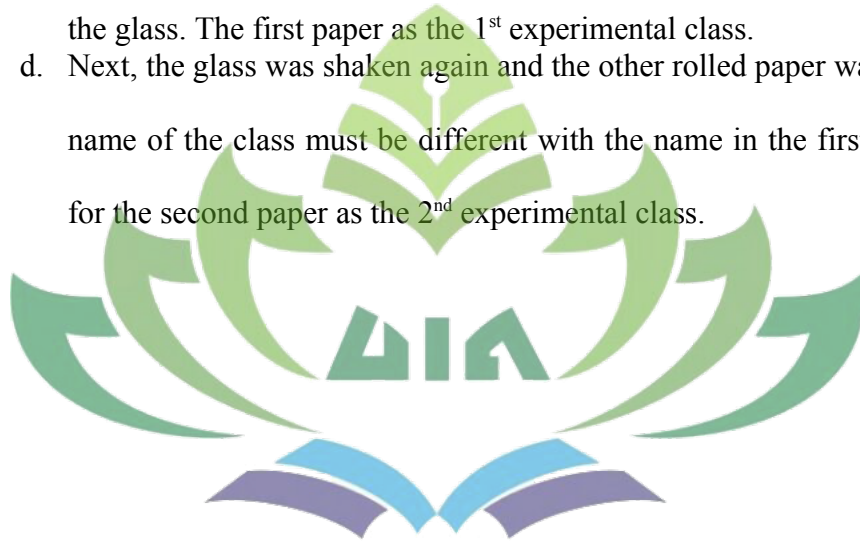 the glass. The first paper as the 1st experimental class.
d. Next, the glass was shaken again and the other rolled paper
name of the class must be different with the name in the
for the second paper as the 2nd experimental class.
UIN